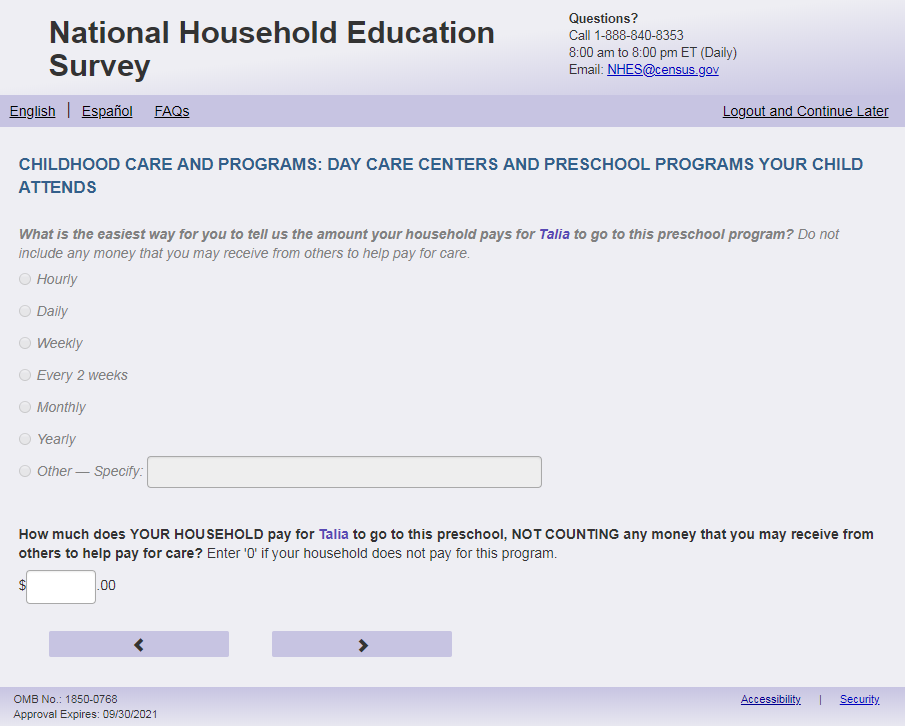 National Household Education
Survey
Questions?
Call 1-888-840-8353
8:00 am to 8:00 pm ET (Daily)
Email: NHES@census.gov
English | Español FAQs
Logout and Continue Later
CHILDHOOD CARE AND PROGRAMS: DAY CARE CENTERS AND PRESCHOOL PROGRAMS YOUR CHILD
ATTENDS
What is the easiest way for you to tell us the amount your household pays for Talia to go to this preschool program? Do not
include any money that you may receive from others to help pay for care.
Hourly
Daily
Weekly
Every 2 weeks
Monthly
Yearly
Other — Specify:
How much does YOUR HOUSEHOLD pay for Talia to go to this preschool, NOT COUNTING any money that you may receive from
others to help pay for care? Enter '0' if your household does not pay for this program.
$ .00
OMB No.: 1850-0768
Approval Expires: 09/30/2021
Accessibility | Security